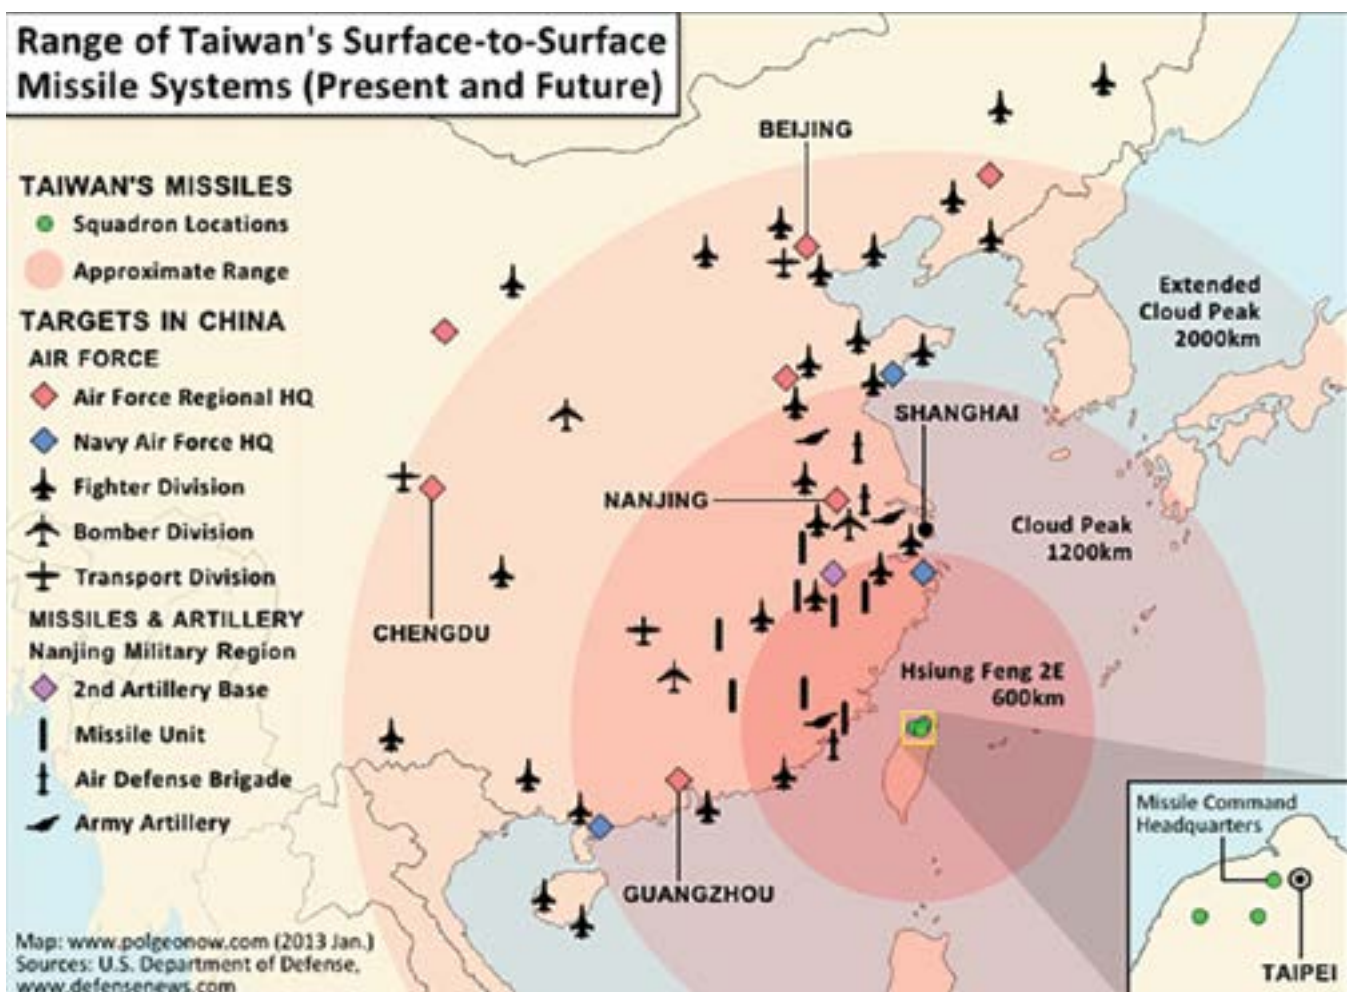 Range of Taiwan's Surface-to-Surface
Missile Systems (Present and Future)
TAIWAN'S MISSILES
Squadron Locations
Approximate Range
TARGETS IN CHINA
AIR FORCE
Air Force Regional HQ
Navy Air Force HQ
Fighter Division
Bomber Division
Transport Division
MISSILES & ARTILLERY
Nanjing Military Region
2nd Artillery Base
Missile Unit
Air Defense Brigade
Army Artillery
Map: www.polgeonow.com (2013 Jan.)
Sources: U.S. Department of Defense,
www.defensenews.com
BEIJING
Extended
Cloud Peak
2000km
SHANGHAI
NANJING
Cloud Peak
1200km
CHENGDU
Hsiung Feng 2E
600km
GUANGZHOU
Missile Command
Headquarters
TAIPEI